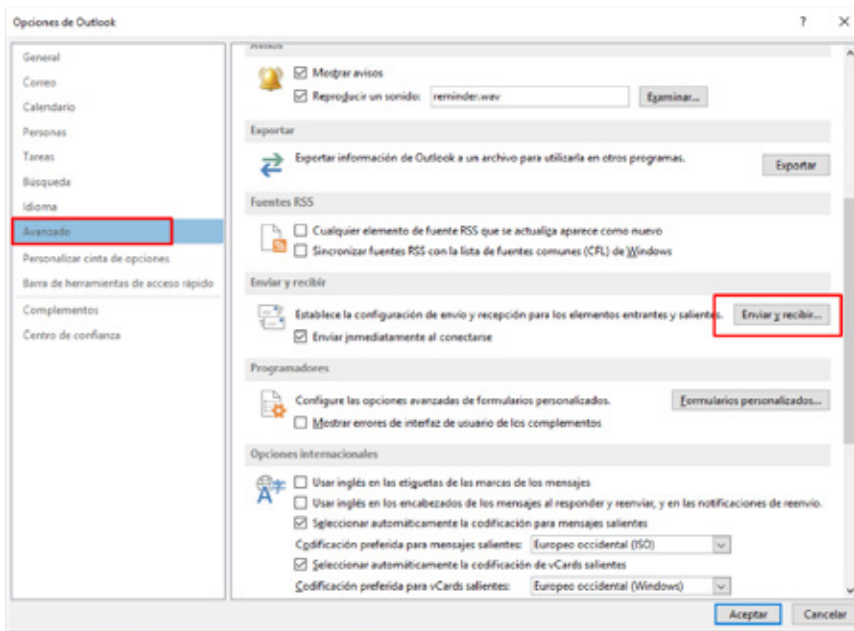 Opciones de Outlook
?
General
Correo
Calendario
Personas
Tareas
Búsqueda
Idioma
Avanzado
Personalizar cinta de opciones
Barra de herramientas de acceso rápido
Complementos
Centro de confianza
Avisos
Mostrar avisos
Reproducir un sonido: reminder.wav Examinar...
Exportar
Exportar información de Outlook a un archivo para utilizarla en otros programas. Exportar
Fuentes RSS
Cualquier elemento de fuente RSS que se actualiza aparece como nuevo
Sincronizar fuentes RSS con la lista de fuentes comunes (CFL) de Windows
Enviar y recibir
Establece la configuración de envío y recepción para los elementos entrantes y salientes. Enviar y recibir...
Enviar inmediatamente al conectarse
Programadores
Configure las opciones avanzadas de formularios personalizados. Formularios personalizados...
Mostrar errores de interfaz de usuario de los complementos
Opciones internacionales
Usar inglés en las etiquetas de las marcas de los mensajes
Usar inglés en los encabezados de los mensajes al responder y reenviar, y en las notificaciones de reenvío.
Seleccionar automáticamente la codificación para mensajes salientes
Codificación preferida para mensajes salientes: Europeo occidental (ISO)
Seleccionar automáticamente la codificación de vCards salientes
Codificación preferida para vCards salientes: Europeo occidental (Windows)
Aceptar Cancelar